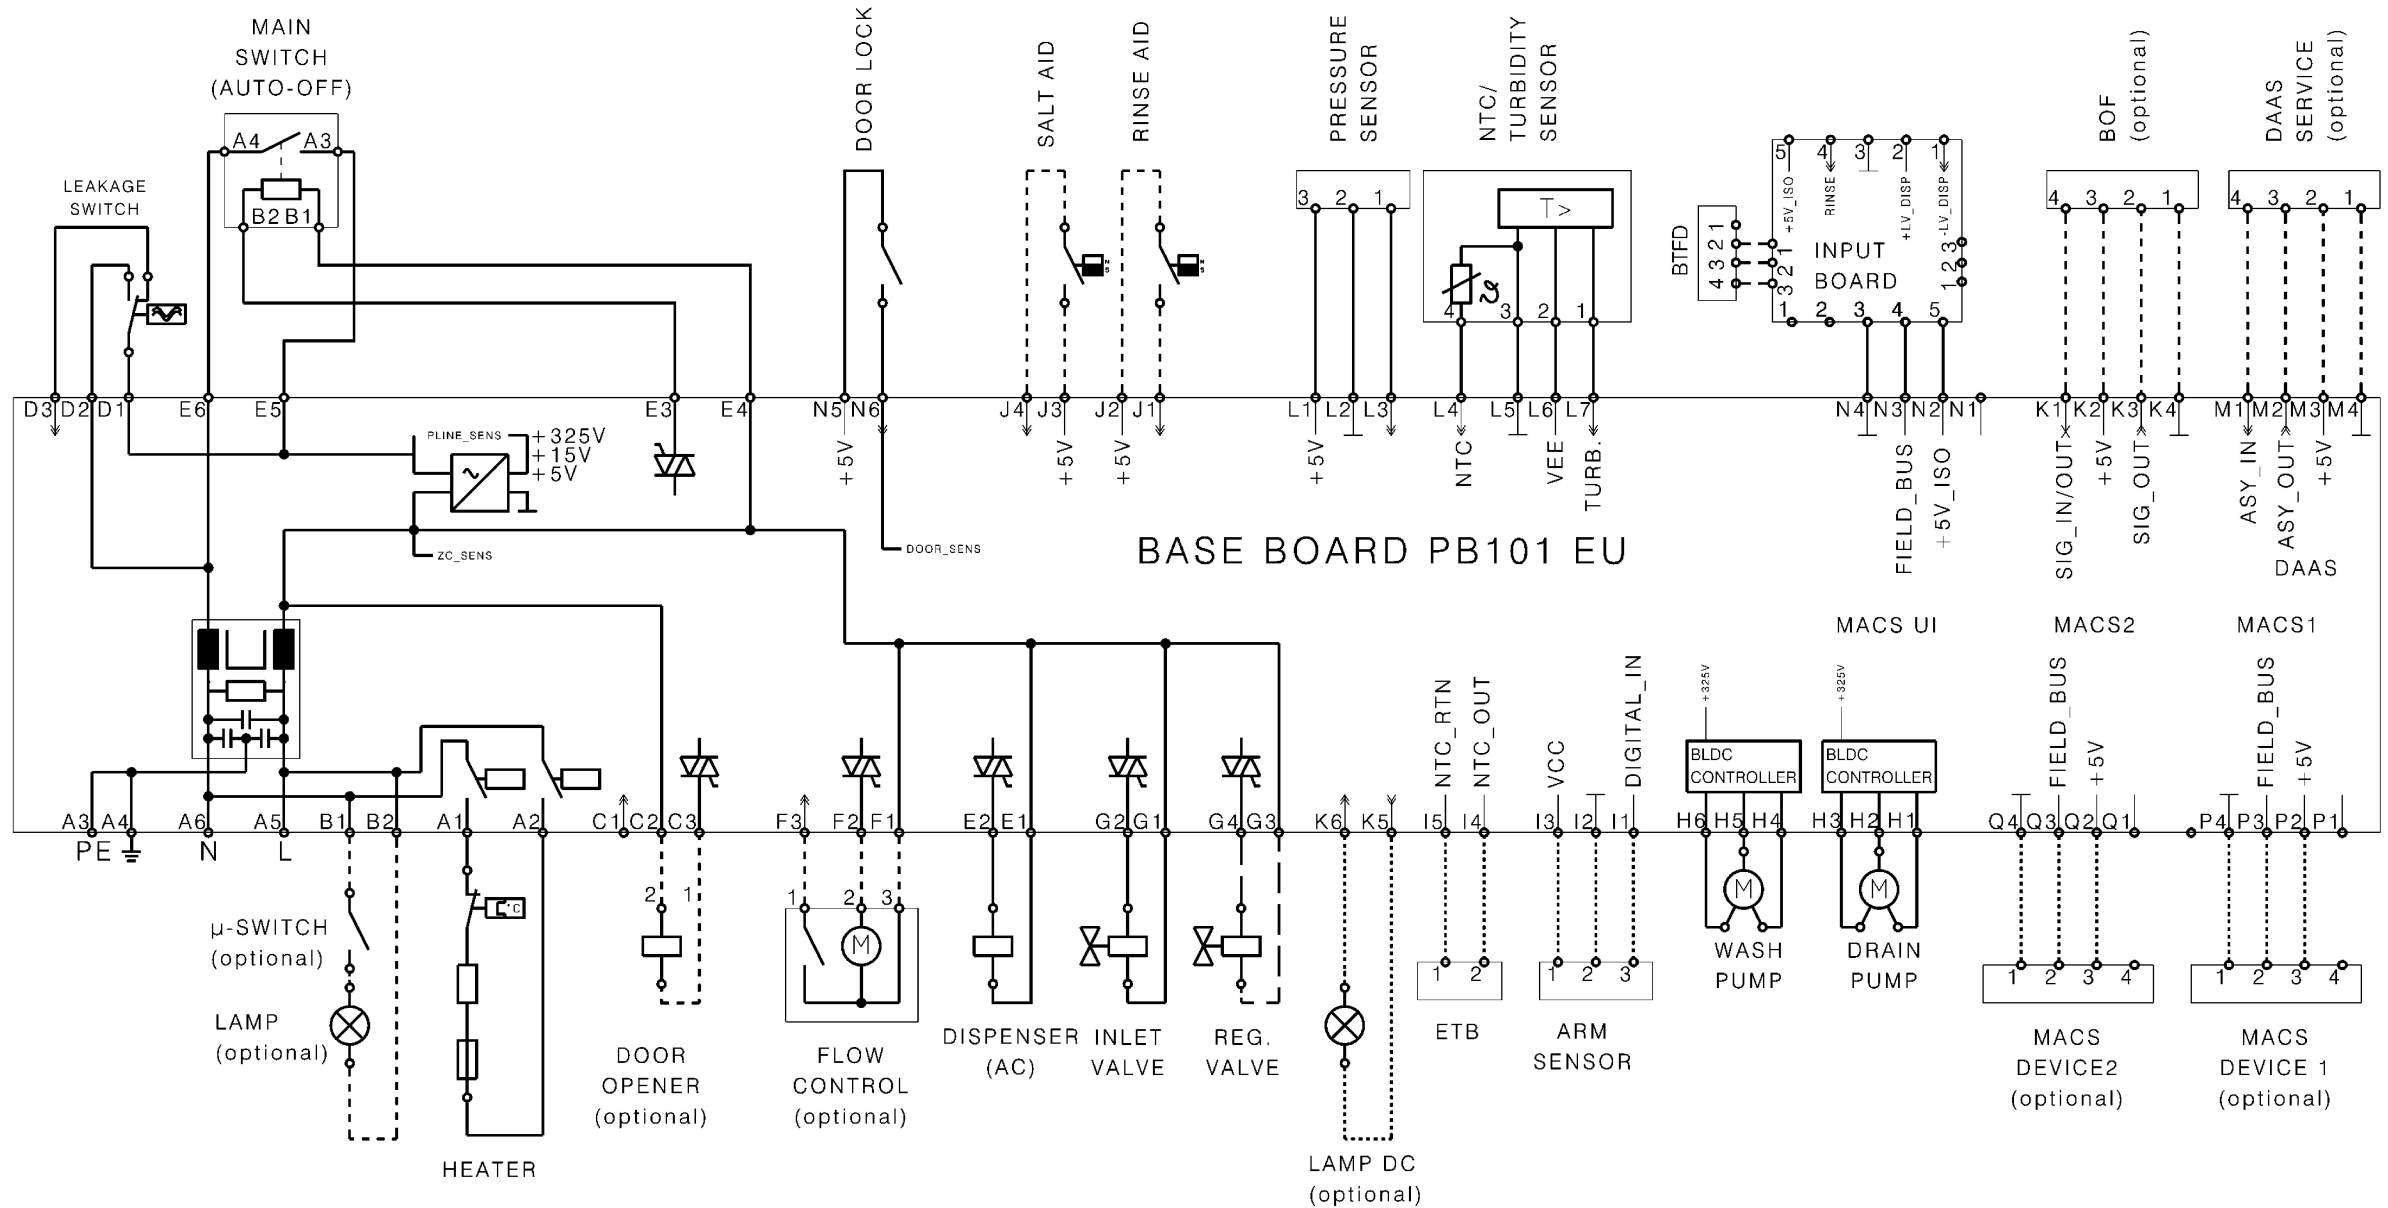 MAIN
SWITCH
(AUTO-OFF)
A4 A3
B2 B1
LEAKAGE
SWITCH
DOOR LOCK
SALT AID
RINSE AID
PRESSURE
SENSOR
3 2 1
NTC/
TURBIDITY
SENSOR
T>
4 3 2 1
BTFD
4 3 2 1
5 4 3 2 1
+5V_ISO
RINSE
+LV_DISP
-LV_DISP
INPUT
BOARD
3 2 1
1 2 3
1 2 3 4 5
BOF
(optional)
4 3 2 1
DAAS
SERVICE
(optional)
4 3 2 1
D3 D2 D1 E6 E5 E3 E4 N5 N6 J4 J3 J2 J1 L1 L2 L3 L4 L5 L6 L7 N4 N3 N2 N1 K1 K2 K3 K4 M1 M2 M3 M4
PLINE_SENS
+325V
+15V
+5V
ZC_SENS
+5V
DOOR_SENS
+5V
+5V
+5V
NTC
VEE
TURB.
FIELD_BUS
+5V_ISO
SIG_IN/OUT
+5V
SIG_OUT
ASY_IN
ASY_OUT
+5V
DAAS
BASE BOARD PB101 EU
MACS UI
MACS2
MACS1
NTC_RTN
NTC_OUT
VCC
DIGITAL_IN
+325V
BLDC
CONTROLLER
+325V
BLDC
CONTROLLER
FIELD_BUS
+5V
FIELD_BUS
+5V
A3 A4 A6 A5 B1 B2 A1 A2 C1 C2 C3 F3 F2 F1 E2 E1 G2 G1 G4 G3 K6 K5 I5 I4 I3 I2 I1 H6 H5 H4 H3 H2 H1 Q4 Q3 Q2 Q1 P4 P3 P2 P1
PE N L
µ-SWITCH
(optional)
LAMP
(optional)
°C
HEATER
2 1
DOOR
OPENER
(optional)
1 2 3
M
FLOW
CONTROL
(optional)
DISPENSER
(AC)
INLET
VALVE
REG.
VALVE
LAMP DC
(optional)
1 2
ETB
1 2 3
ARM
SENSOR
M
WASH
PUMP
M
DRAIN
PUMP
1 2 3 4
MACS
DEVICE2
(optional)
1 2 3 4
MACS
DEVICE 1
(optional)